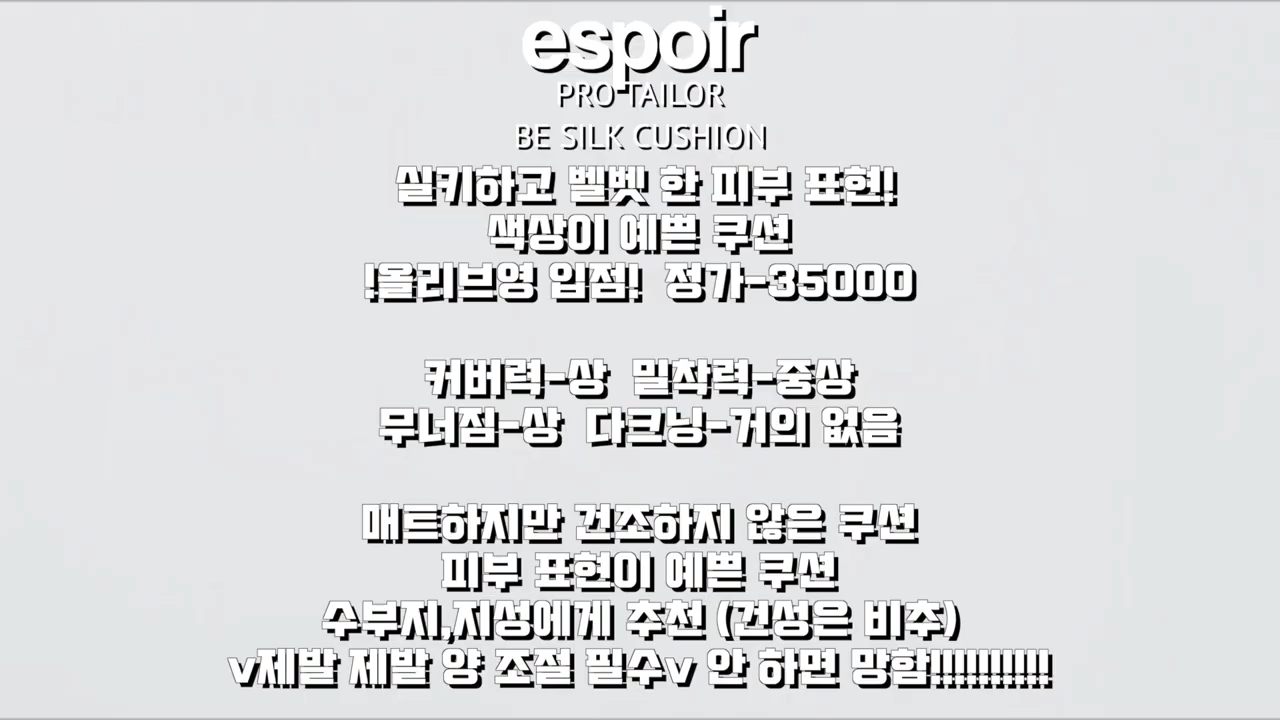 espoir
PRO TAILOR
BE SILK CUSHION
실키하고 벨벳 한 피부 표현!
색상이 예쁜 쿠션
!올리브영 입점! 정가-35000
커버력-상 밀착력-중상
무너짐-상 다크닝-거의 없음
매트하지만 건조하지 않은 쿠션
피부 표현이 예쁜 쿠션
수부지,지성에게 추천 (건성은 비추)
v제발 제발 양 조절 필수v 안 하면 망함!!!!!!!!!!!